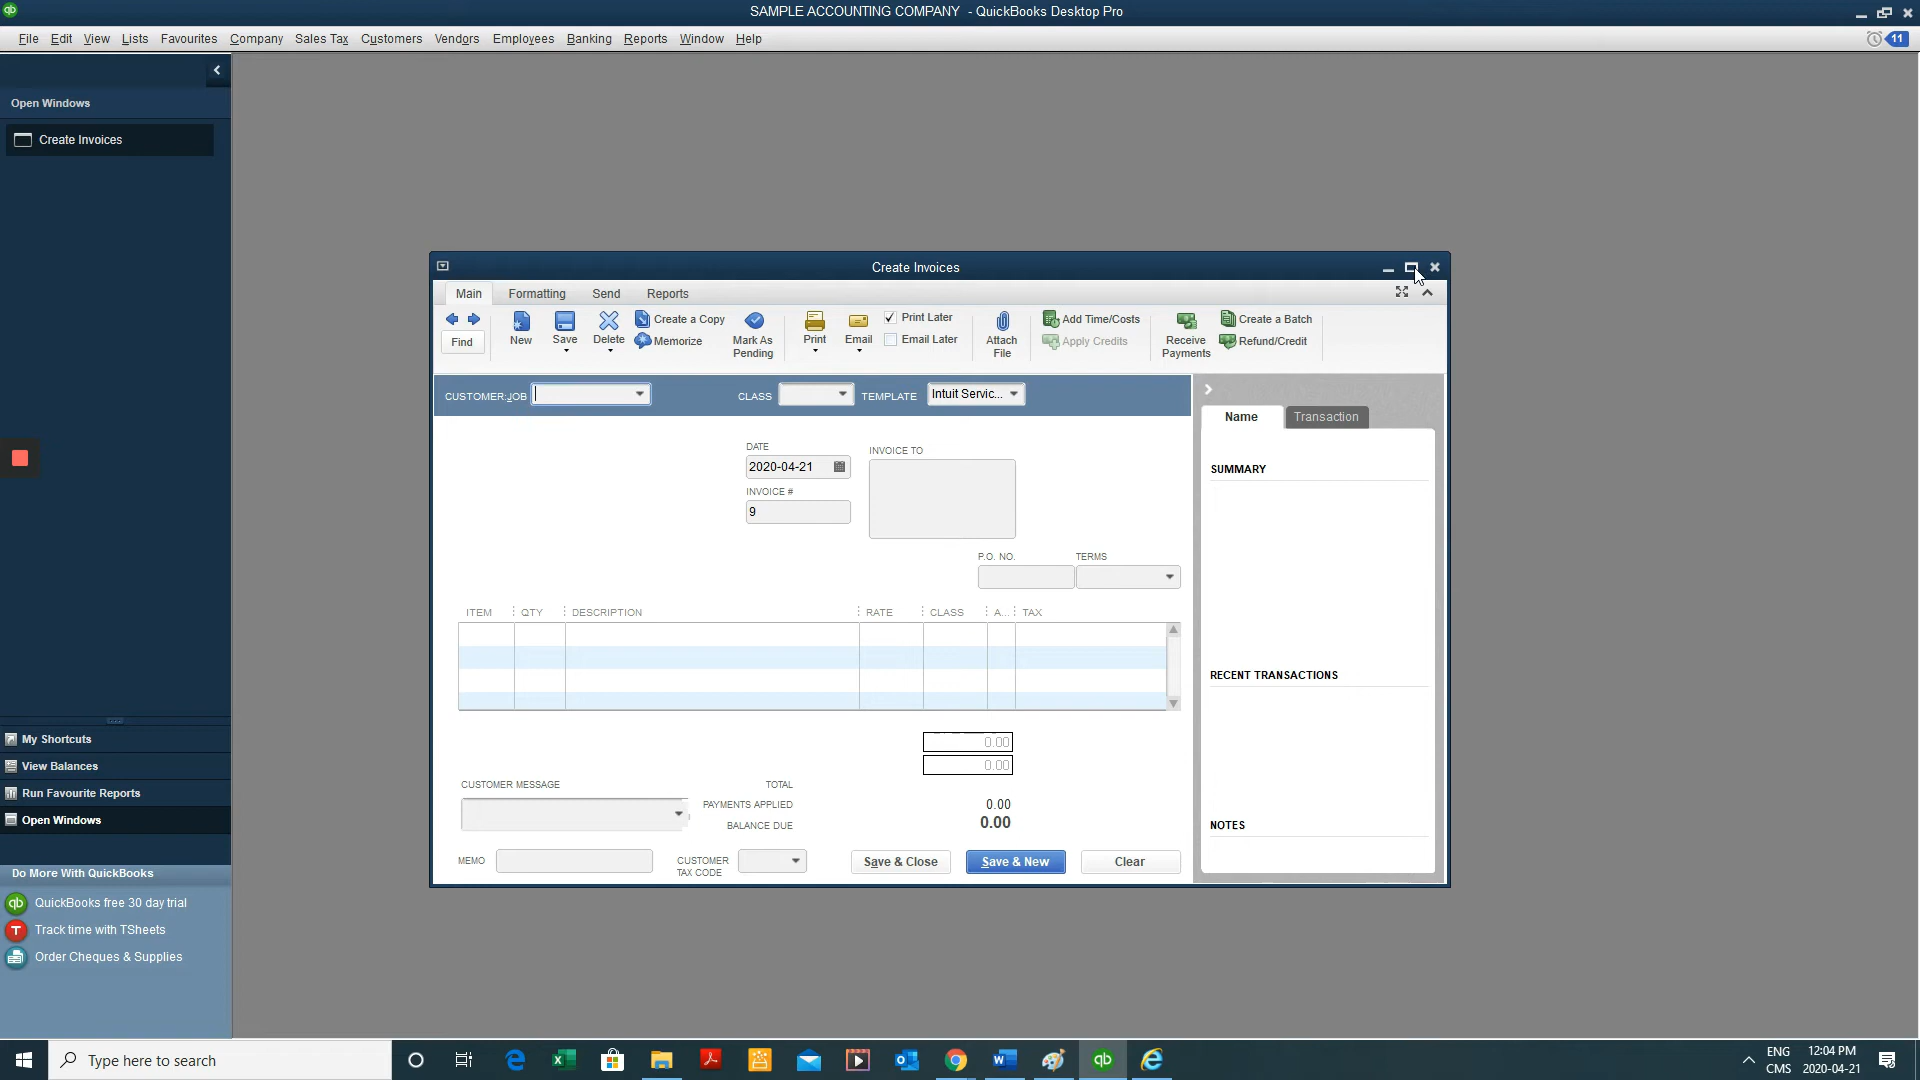 SAMPLE ACCOUNTING COMPANY - QuickBooks Desktop Pro
File Edit View Lists Favourites Company Sales Tax Customers Vendors Employees Banking Reports Window Help
11
Open Windows
Create Invoices
Create Invoices
Main Formatting Send Reports
Find
New
Save
Delete
Create a Copy
Memorize
Mark As
Pending
Print
Email
Print Later
Email Later
Attach
File
Add Time/Costs
Apply Credits
Receive
Payments
Create a Batch
Refund/Credit
CUSTOMER:JOB
CLASS
TEMPLATE
Intuit Servic...
Name
Transaction
DATE
2020-04-21
INVOICE TO
INVOICE #
9
SUMMARY
P.O. NO.
TERMS
ITEM QTY DESCRIPTION RATE CLASS A... TAX
RECENT TRANSACTIONS
0.00
0.00
CUSTOMER MESSAGE
TOTAL
PAYMENTS APPLIED
0.00
BALANCE DUE
0.00
NOTES
MEMO
CUSTOMER
TAX CODE
Save & Close
Save & New
Clear
My Shortcuts
View Balances
Run Favourite Reports
Open Windows
Do More With QuickBooks
qb
QuickBooks free 30 day trial
T
Track time with TSheets
Order Cheques & Supplies
Type here to search
ENG
CMS
12:04 PM
2020-04-21